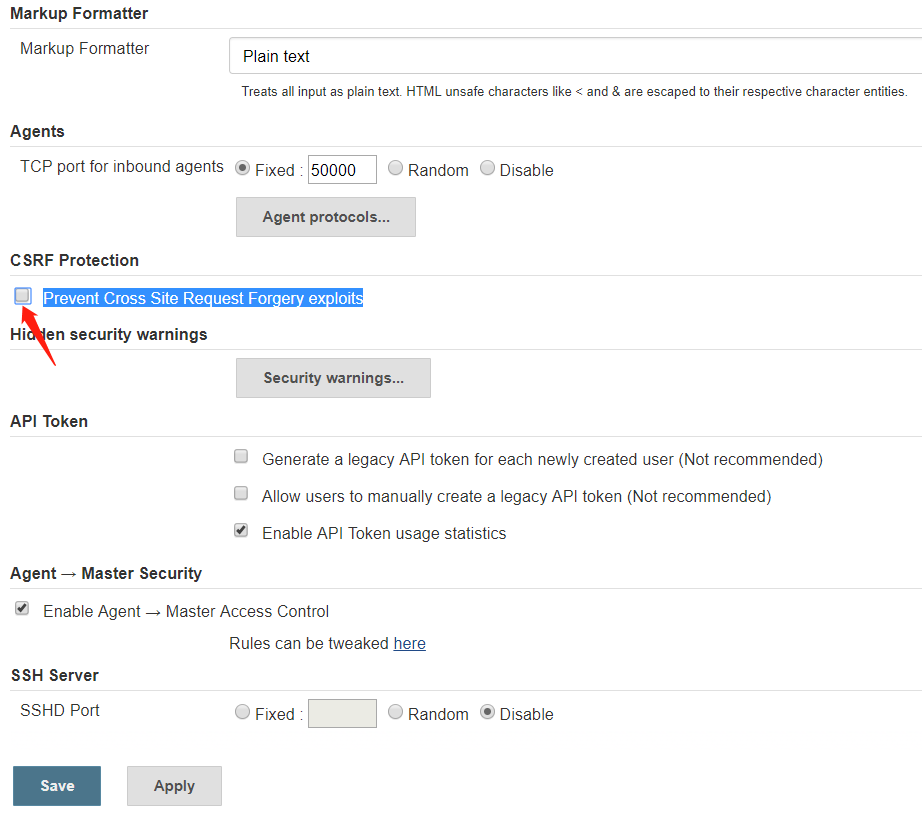 Markup Formatter
Markup Formatter
Plain text
Treats all input as plain text. HTML unsafe characters like < and & are escaped to their respective character entities.
Agents
TCP port for inbound agents Fixed : 50000 Random Disable
Agent protocols...
CSRF Protection
Prevent Cross Site Request Forgery exploits
Hidden security warnings
Security warnings...
API Token
Generate a legacy API token for each newly created user (Not recommended)
Allow users to manually create a legacy API token (Not recommended)
Enable API Token usage statistics
Agent → Master Security
Enable Agent → Master Access Control
Rules can be tweaked here
SSH Server
SSHD Port Fixed : Random Disable
Save Apply